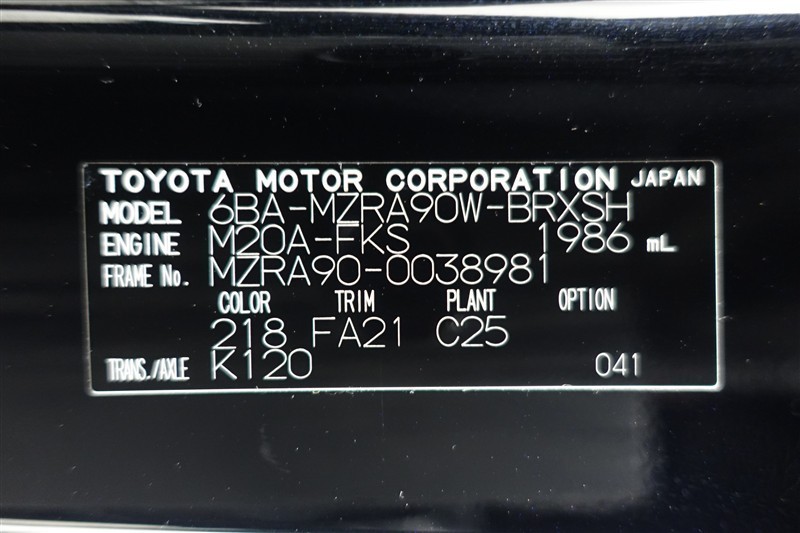 TOYOTA MOTOR CORPORATION JAPAN
MODEL 6BA-MZRA90W-BRXSH
ENGINE M20A-FKS 1986 mL
FRAME No. MZRA90-0038981
COLOR TRIM PLANT OPTION
218 FA21 C25
TRANS./AXLE K120 041